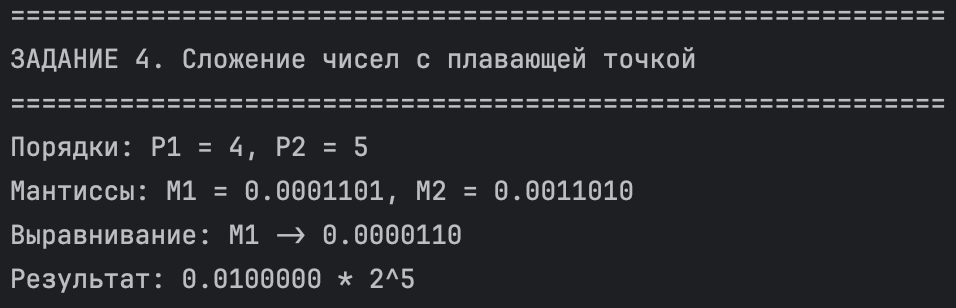 ============================================================
ЗАДАНИЕ 4. Сложение чисел с плавающей точкой
============================================================
Порядки: P1 = 4, P2 = 5
Мантиссы: M1 = 0.0001101, M2 = 0.0011010
Выравнивание: M1 -> 0.0000110
Результат: 0.0100000 * 2^5